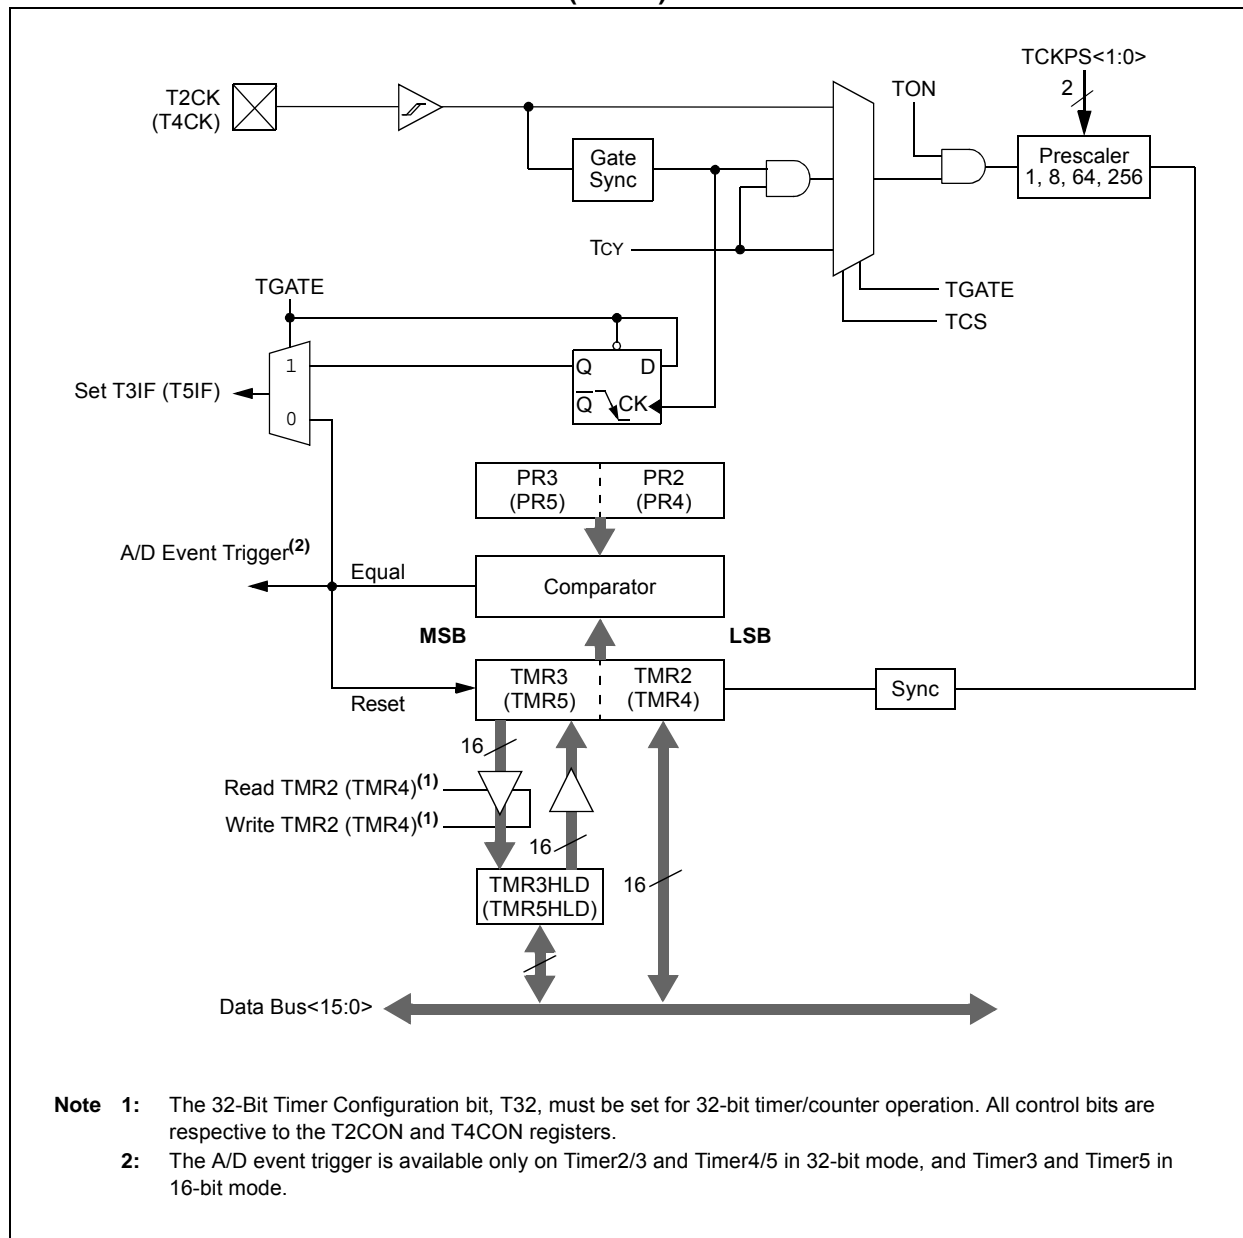 TCKPS<1:0>
2
TON
T2CK
(T4CK)
Gate
Sync
Prescaler
1, 8, 64, 256
TCY
TGATE
TGATE
TCS
1
Q
D
Set T3IF (T5IF)
0
Q
CK
PR3
(PR5)
PR2
(PR4)
A/D Event Trigger(2)
Equal
Comparator
MSB
LSB
TMR3
(TMR5)
TMR2
(TMR4)
Sync
Reset
16
Read TMR2 (TMR4)(1)
Write TMR2 (TMR4)(1)
16
TMR3HLD
(TMR5HLD)
16
Data Bus<15:0>
Note 1: The 32-Bit Timer Configuration bit, T32, must be set for 32-bit timer/counter operation. All control bits are
respective to the T2CON and T4CON registers.
2: The A/D event trigger is available only on Timer2/3 and Timer4/5 in 32-bit mode, and Timer3 and Timer5 in
16-bit mode.